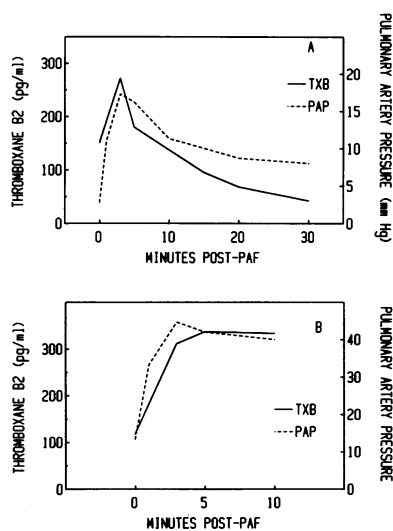 A
THROMBOXANE B2 (pg/ml)
300
200
100
0
PULMONARY ARTERY PRESSURE (mm Hg)
20
15
10
5
0
TXB
PAP
0 10 20 30
MINUTES POST-PAF
B
THROMBOXANE B2 (pg/ml)
300
200
100
0
PULMONARY ARTERY PRESSURE
40
30
20
10
0
TXB
PAP
0 5 10
MINUTES POST-PAF